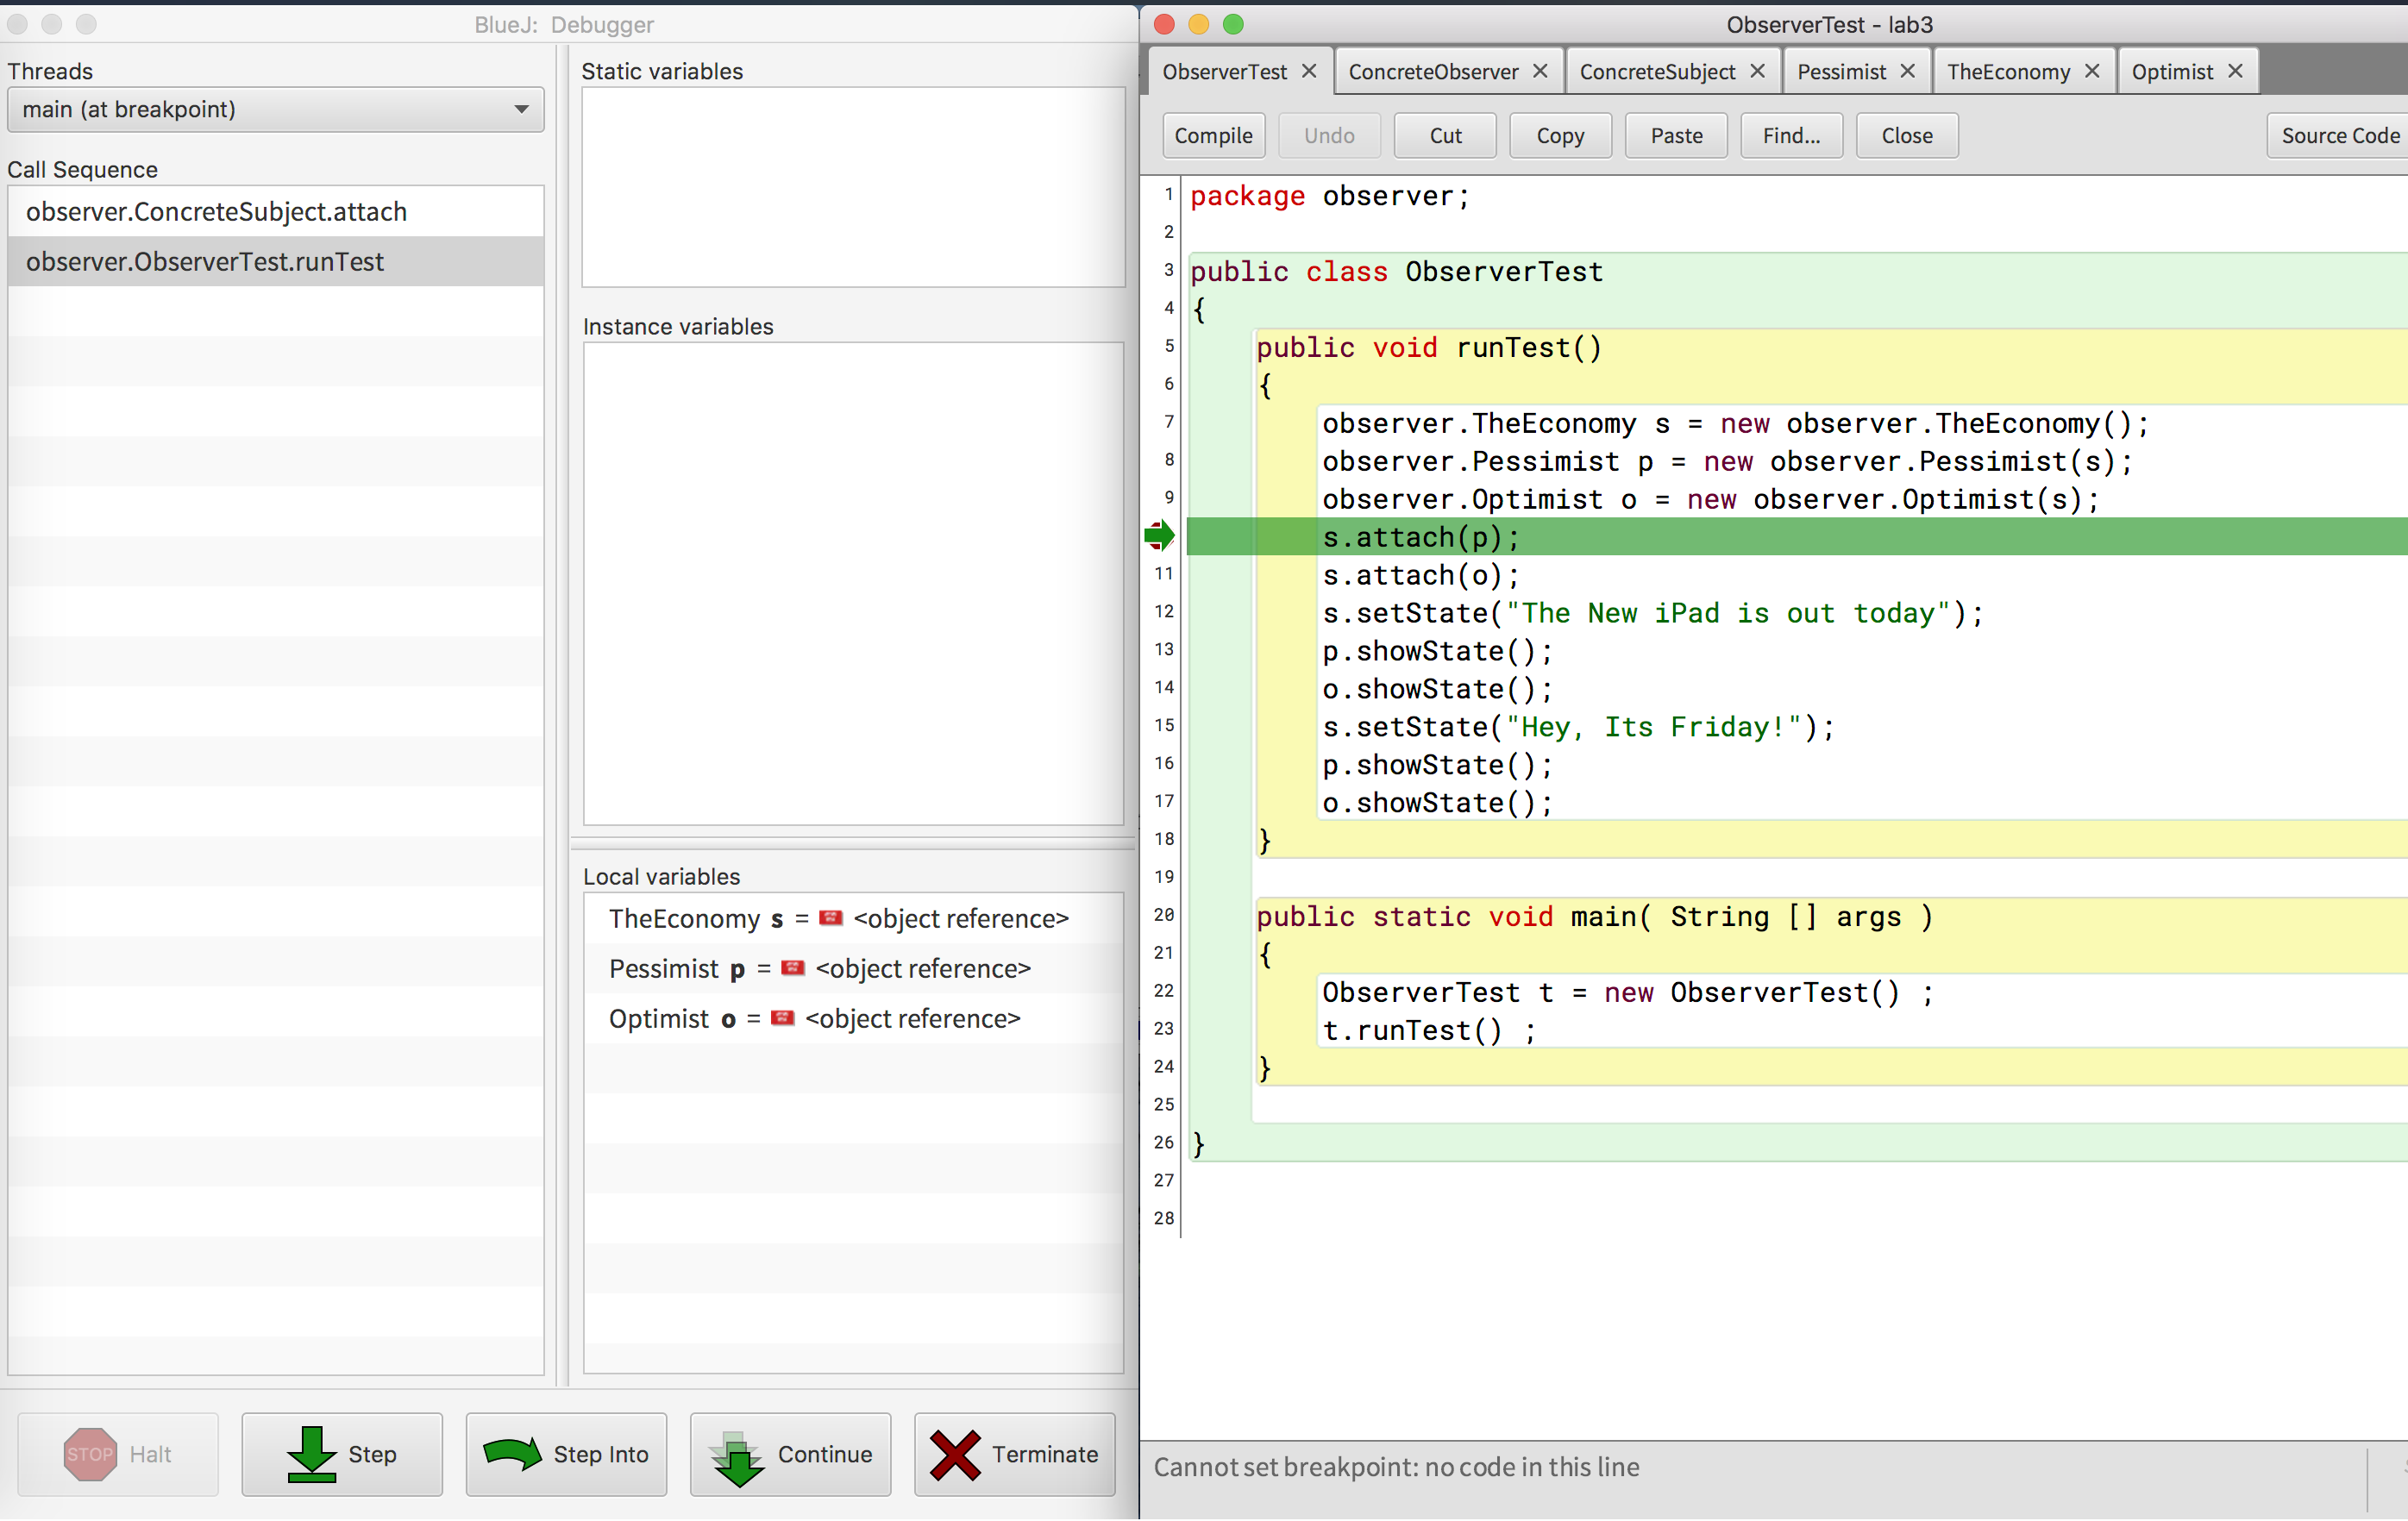 BlueJ: Debugger
Threads
main (at breakpoint)
Call Sequence
observer.ConcreteSubject.attach
observer.ObserverTest.runTest
Static variables
Instance variables
Local variables
TheEconomy s = <object reference>
Pessimist p = <object reference>
Optimist o = <object reference>
STOP Halt
Step
Step Into
Continue
Terminate
ObserverTest - lab3
ObserverTest ConcreteObserver ConcreteSubject Pessimist TheEconomy Optimist
Compile Undo Cut Copy Paste Find... Close Source Code
1 package observer;
2
3 public class ObserverTest
4 {
5 public void runTest()
6 {
7 observer.TheEconomy s = new observer.TheEconomy();
8 observer.Pessimist p = new observer.Pessimist(s);
9 observer.Optimist o = new observer.Optimist(s);
s.attach(p);
11 s.attach(o);
12 s.setState("The New iPad is out today");
13 p.showState();
14 o.showState();
15 s.setState("Hey, Its Friday!");
16 p.showState();
17 o.showState();
18 }
19
20 public static void main( String [] args )
21 {
22 ObserverTest t = new ObserverTest() ;
23 t.runTest() ;
24 }
25
26 }
27
28
Cannot set breakpoint: no code in this line